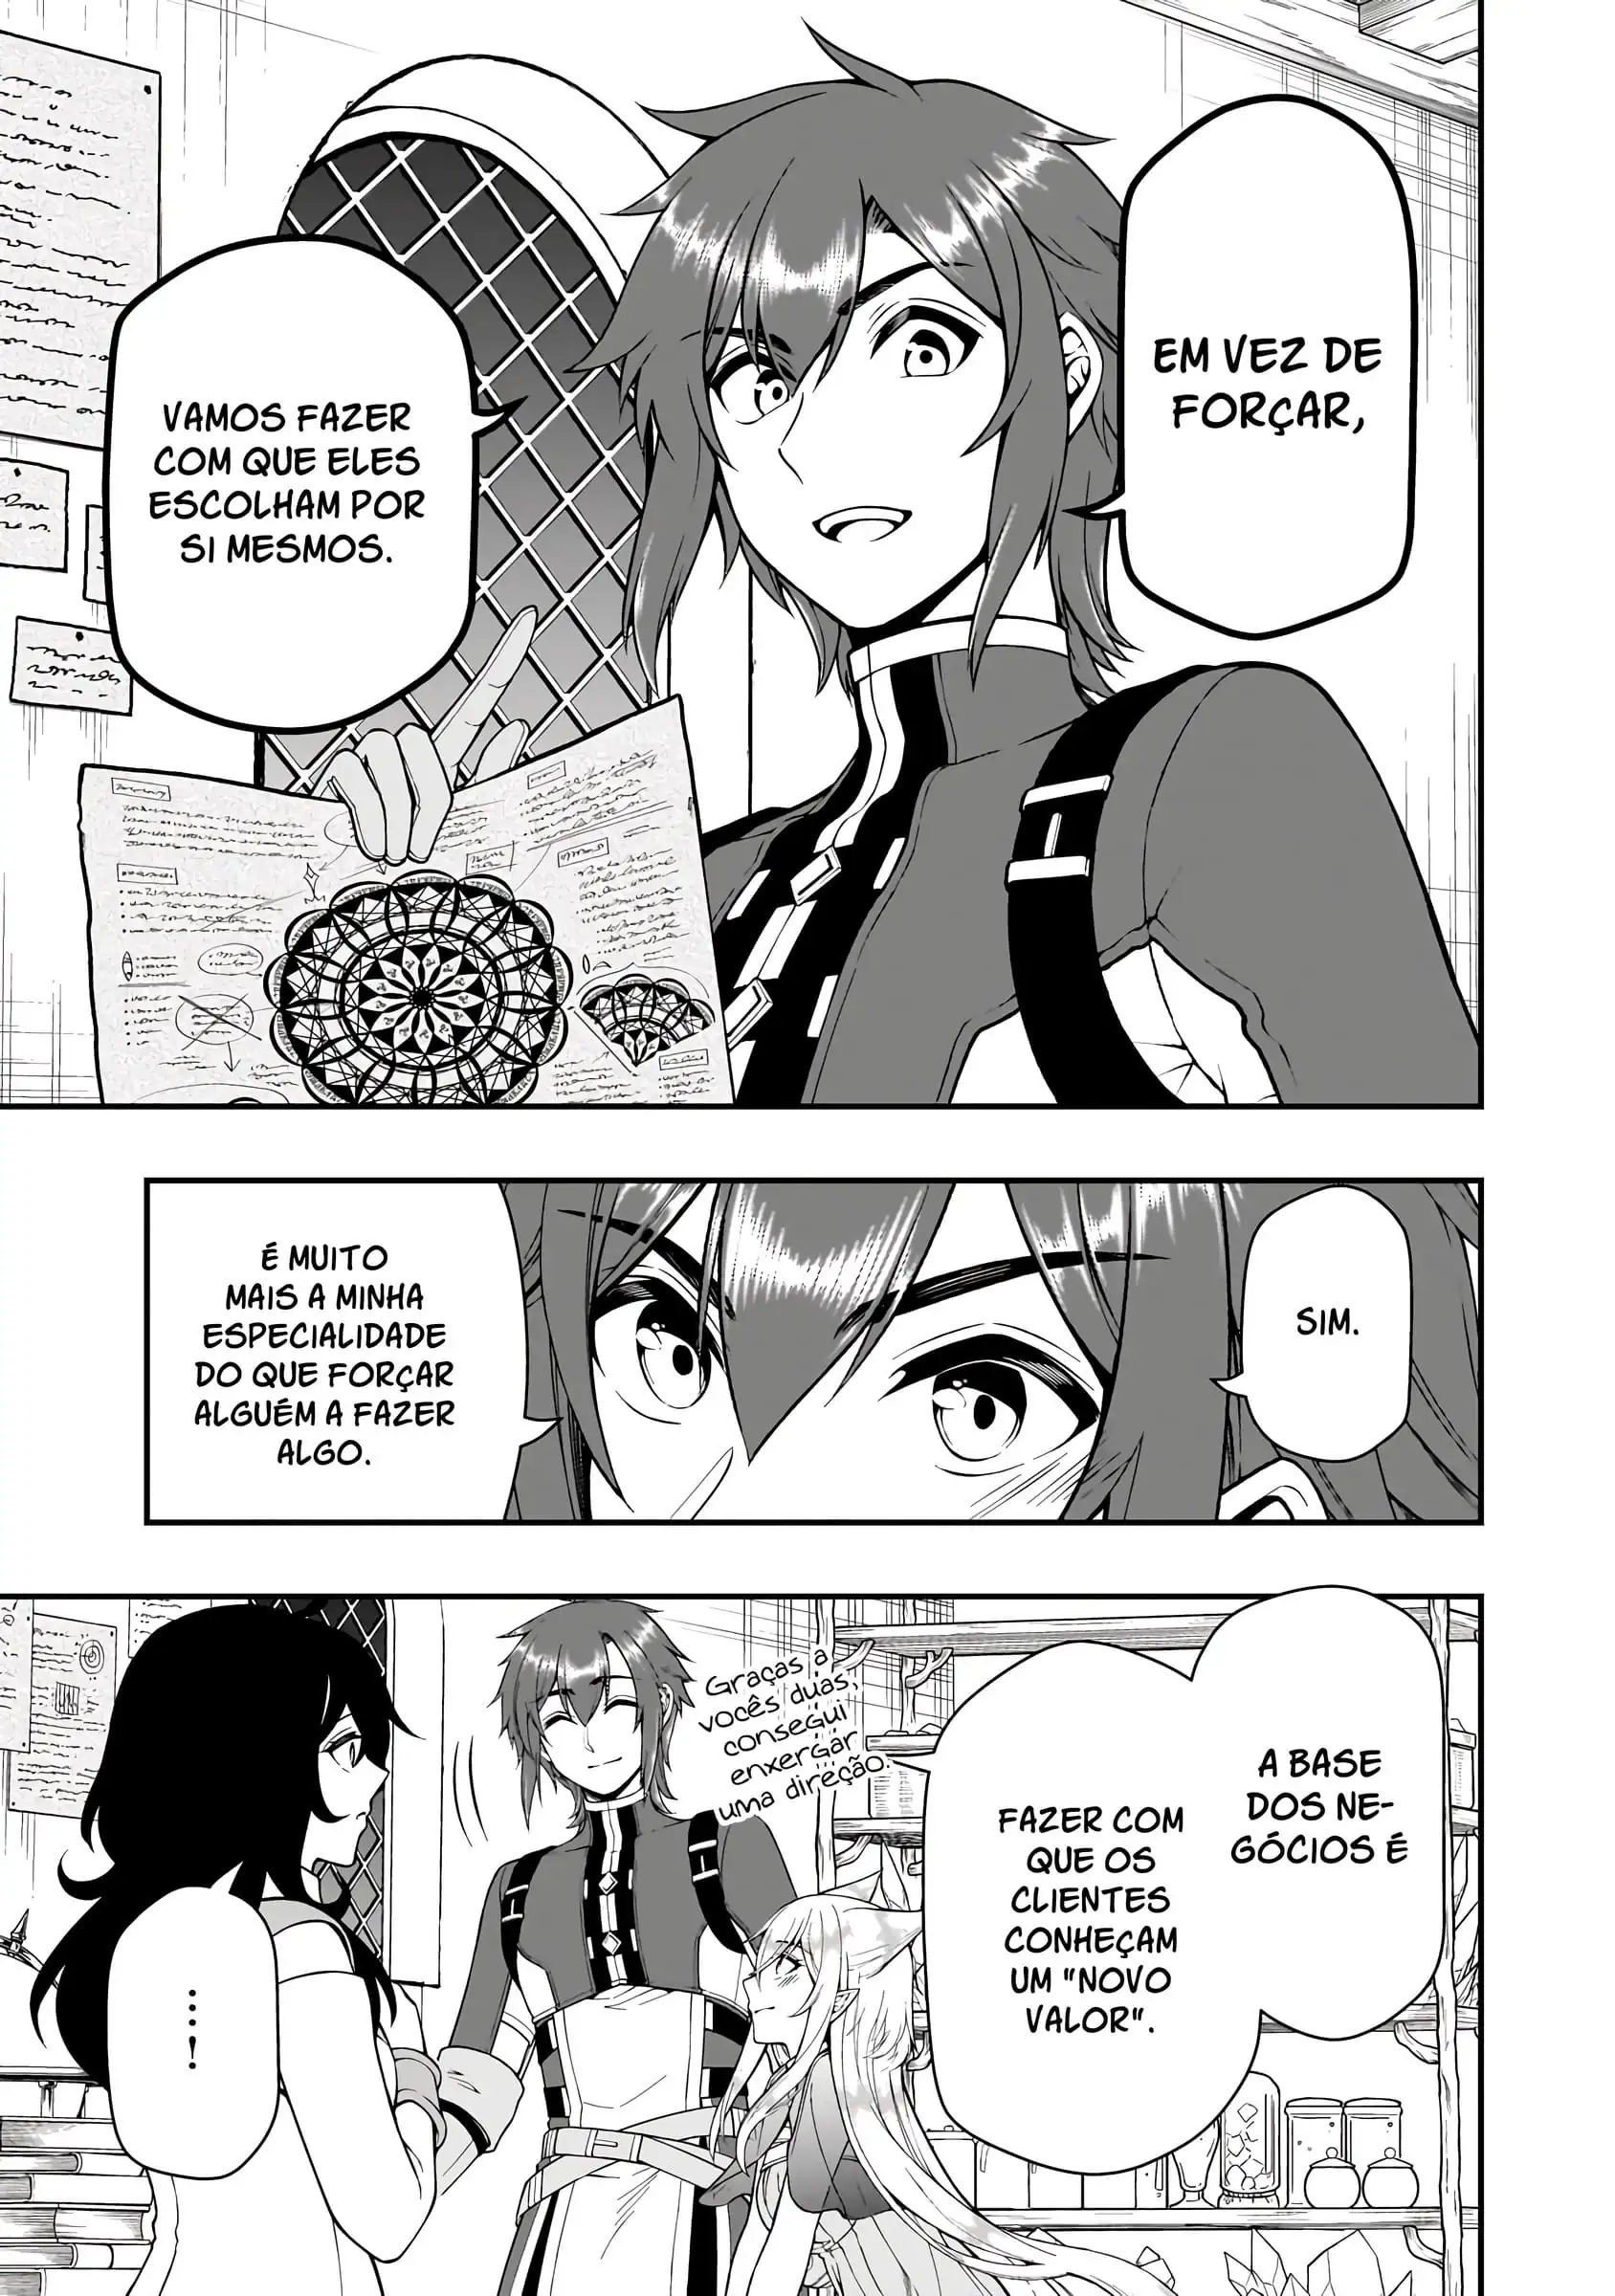 EM VEZ DE
FORÇAR,
VAMOS FAZER
COM QUE ELES
ESCOLHAM POR
SI MESMOS.
SIM.
É MUITO
MAIS A MINHA
ESPECIALIDADE
DO QUE FORÇAR
ALGUÉM A FAZER
ALGO.
A BASE
DOS NE-
GÓCIOS É
FAZER COM
QUE OS
CLIENTES
CONHEÇAM
UM "NOVO
VALOR".
Graças a
vocês duas,
consegui
enxergar
uma direção.
....!